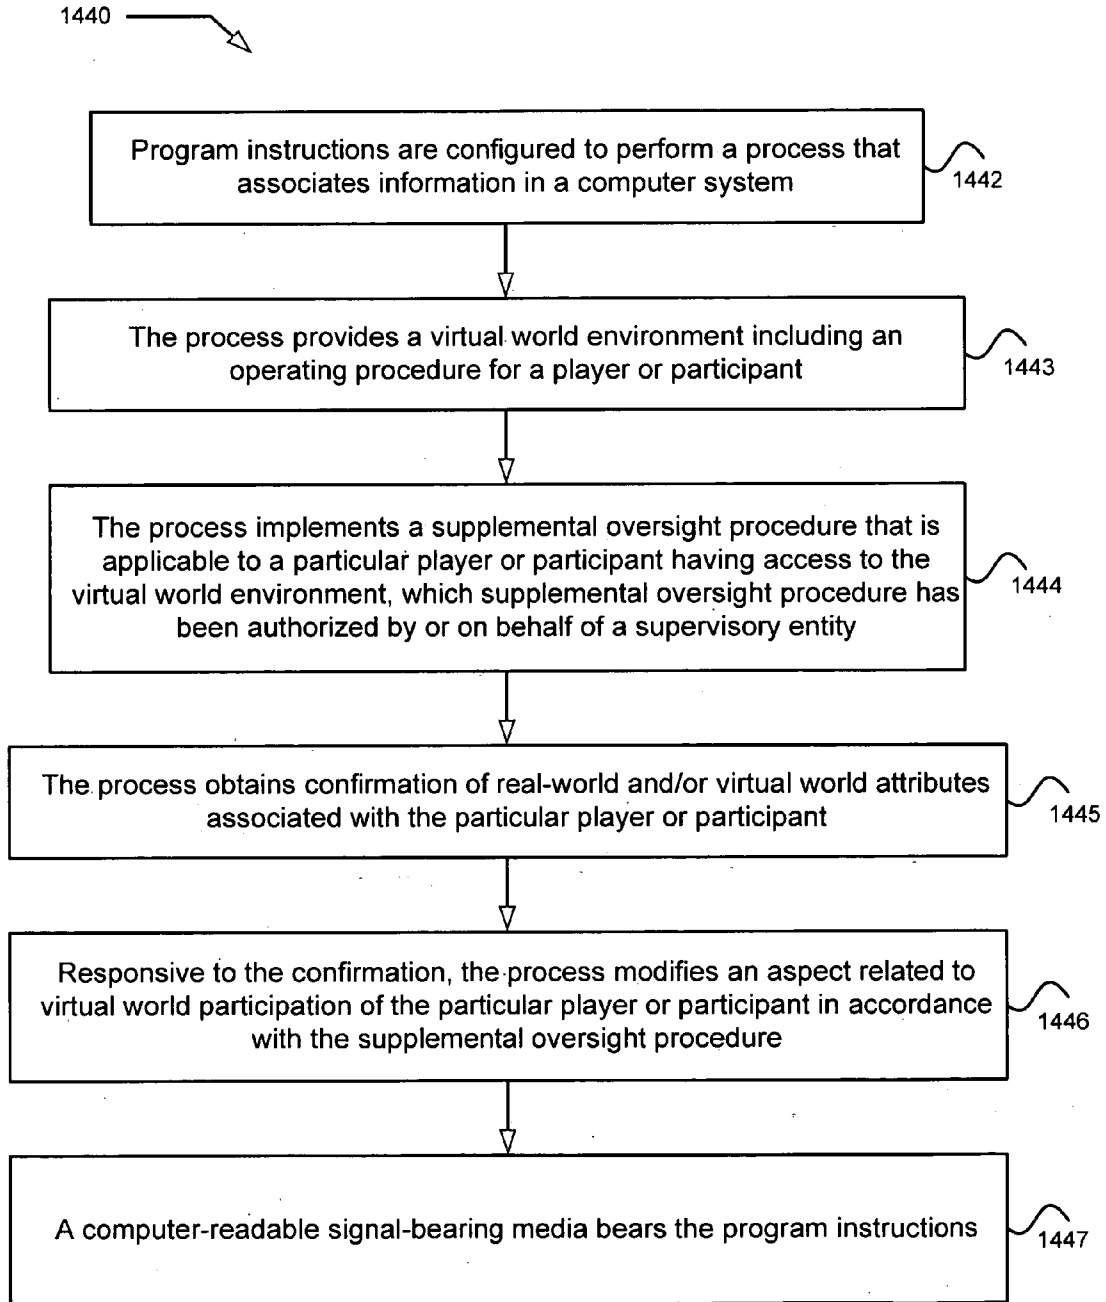 1440
Program instructions are configured to perform a process that
associates information in a computer system
1442
The process provides a virtual world environment including an
operating procedure for a player or participant
1443
The process implements a supplemental oversight procedure that is
applicable to a particular player or participant having access to the
virtual world environment, which supplemental oversight procedure has
been authorized by or on behalf of a supervisory entity
1444
The process obtains confirmation of real-world and/or virtual world attributes
associated with the particular player or participant
1445
Responsive to the confirmation, the process modifies an aspect related to
virtual world participation of the particular player or participant in accordance
with the supplemental oversight procedure
1446
A computer-readable signal-bearing media bears the program instructions
1447